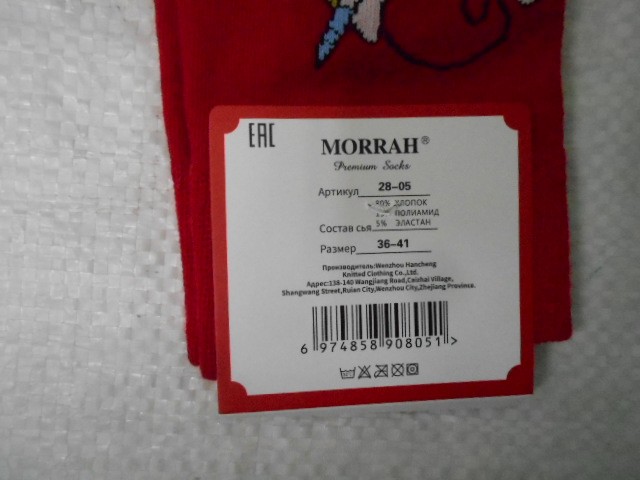 EAC
MORRAH®
Premium Socks
Артикул 28-05
80% ХЛОПОК
ПОЛИАМИД
Состав сья 5% ЭЛАСТАН
Размер 36-41
Производитель:Wenzhou Hancheng
Knitted Clothing Co.,Ltd.
Адрес:138-140 Wangjiang Road,Ceizhai Village,
Shengwang Street,Ruian City,Wenzhou City,Zhejiang Province.
6 974858 908051 >